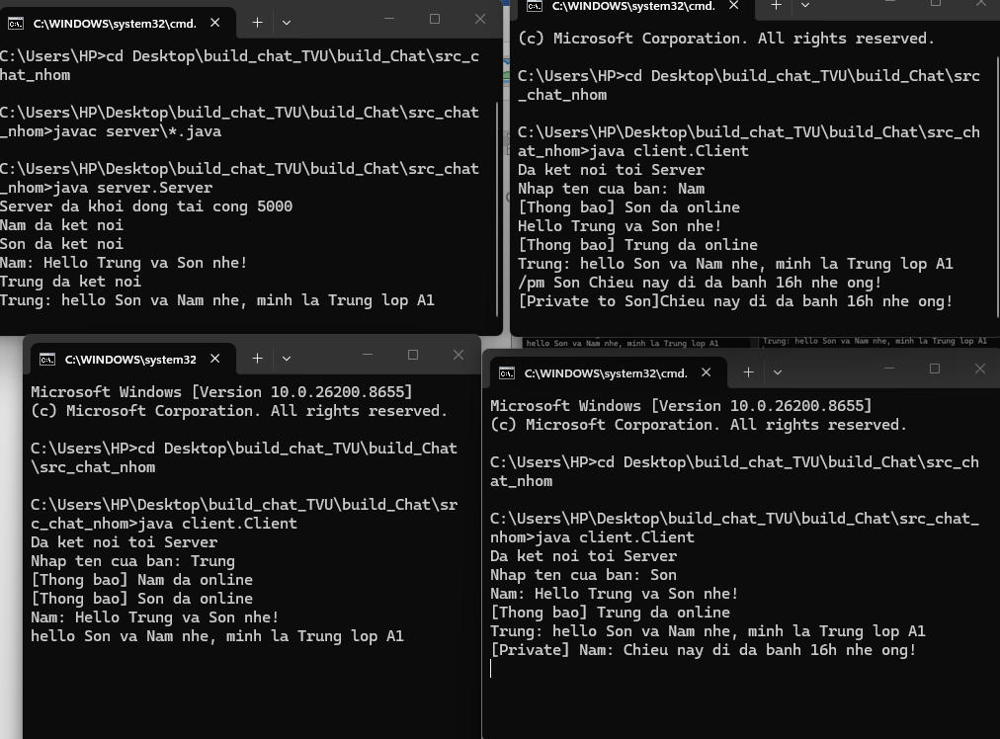 C:\WINDOWS\system32\cmd.
C:\Users\HP>cd Desktop\build_chat_TVU\build_Chat\src_c
hat_nhom
C:\Users\HP\Desktop\build_chat_TVU\build_Chat\src_chat
_nhom>javac server\*.java
C:\Users\HP\Desktop\build_chat_TVU\build_Chat\src_chat
_nhom>java server.Server
Server da khoi dong tai cong 5000
Nam da ket noi
Son da ket noi
Nam: Hello Trung va Son nhe!
Trung da ket noi
Trung: hello Son va Nam nhe, minh la Trung lop A1
C:\WINDOWS\system32\cmd.
(c) Microsoft Corporation. All rights reserved.
C:\Users\HP>cd Desktop\build_chat_TVU\build_Chat\src
_chat_nhom
C:\Users\HP\Desktop\build_chat_TVU\build_Chat\src_ch
at_nhom>java client.Client
Da ket noi toi Server
Nhap ten cua ban: Nam
[Thong bao] Son da online
Hello Trung va Son nhe!
[Thong bao] Trung da online
Trung: hello Son va Nam nhe, minh la Trung lop A1
/pm Son Chieu nay di da banh 16h nhe ong!
[Private to Son]Chieu nay di da banh 16h nhe ong!
hello Son va Nam nhe, minh la Trung lop A1
Trung: hello Son va Nam nhe, minh la Trung lop A1
C:\WINDOWS\system32
Microsoft Windows [Version 10.0.26200.8655]
(c) Microsoft Corporation. All rights reserved.
C:\Users\HP>cd Desktop\build_chat_TVU\build_Chat
\src_chat_nhom
C:\Users\HP\Desktop\build_chat_TVU\build_Chat\sr
c_chat_nhom>java client.Client
Da ket noi toi Server
Nhap ten cua ban: Trung
[Thong bao] Nam da online
[Thong bao] Son da online
Nam: Hello Trung va Son nhe!
hello Son va Nam nhe, minh la Trung lop A1
C:\WINDOWS\system32\cmd.
Microsoft Windows [Version 10.0.26200.8655]
(c) Microsoft Corporation. All rights reserved.
C:\Users\HP>cd Desktop\build_chat_TVU\build_Chat\src_ch
at_nhom
C:\Users\HP\Desktop\build_chat_TVU\build_Chat\src_chat_
nhom>java client.Client
Da ket noi toi Server
Nhap ten cua ban: Son
Nam: Hello Trung va Son nhe!
[Thong bao] Trung da online
Trung: hello Son va Nam nhe, minh la Trung lop A1
[Private] Nam: Chieu nay di da banh 16h nhe ong!